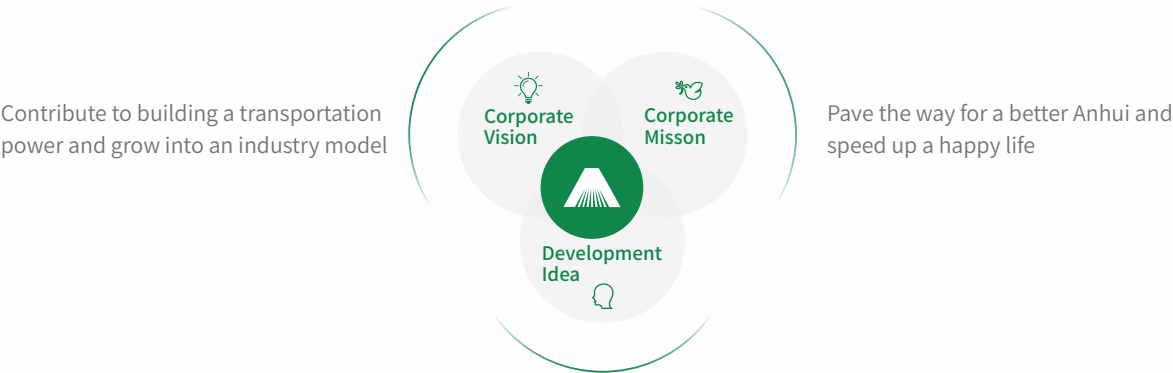 Contribute to building a transportation
power and grow into an industry model
Corporate
Vision
Corporate
Misson
Pave the way for a better Anhui and
speed up a happy life
Development
Idea